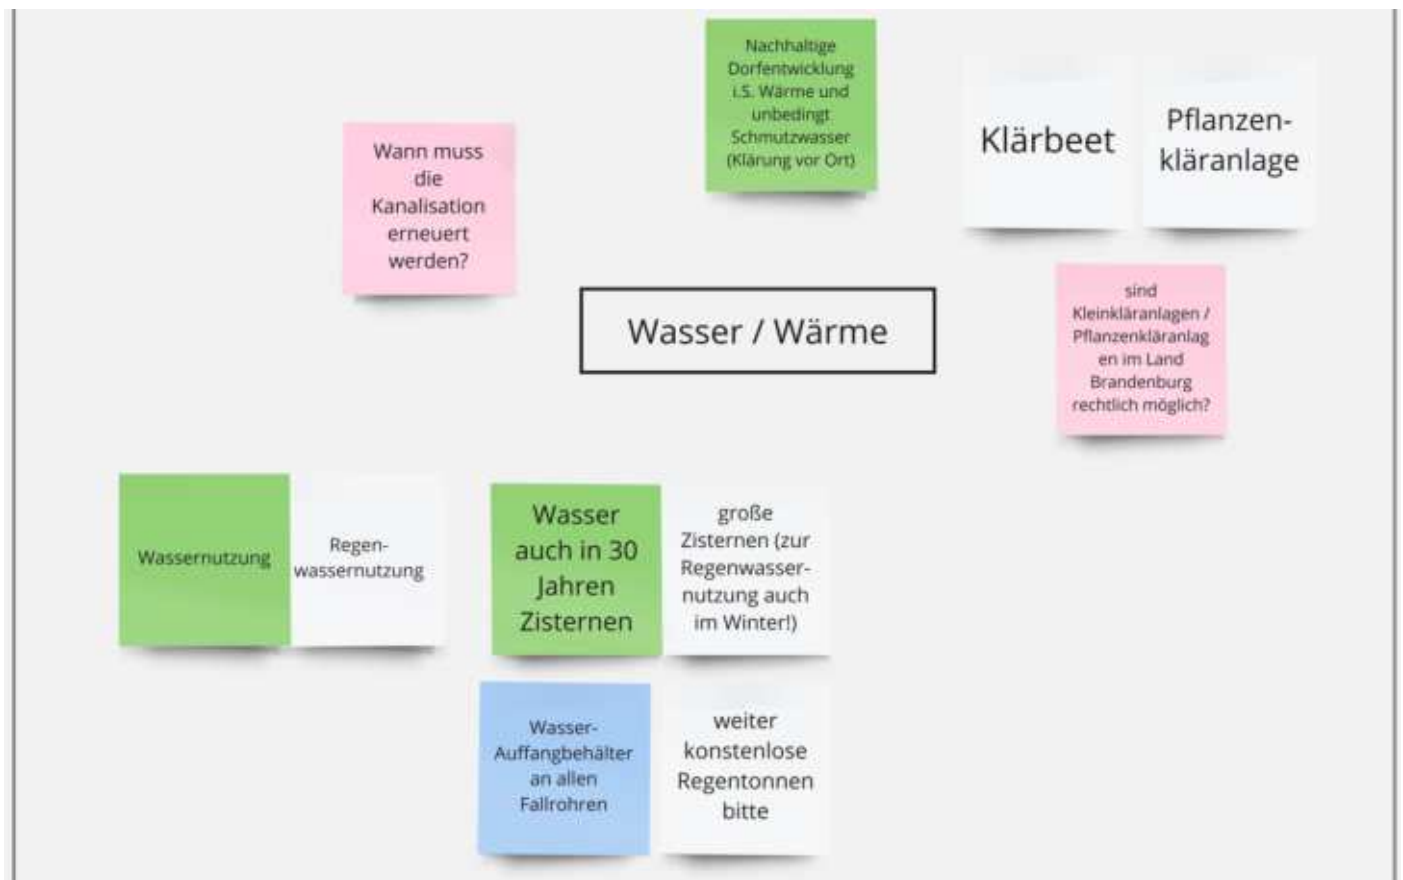 Nachhaltige
Dorfentwicklung
i.S. Wärme und
unbedingt
Schmutzwasser
(Klärung vor Ort)
Klärbeet
Pflanzen-
kläranlage
Wann muss
die
Kanalisation
erneuert
werden?
sind
Kleinkläranlagen /
Pflanzenkläranlag
en im Land
Brandenburg
rechtlich möglich?
Wasser / Wärme
Wassernutzung
Regen-
wassernutzung
Wasser
auch in 30
Jahren
Zisternen
große
Zisternen (zur
Regenwasser-
nutzung auch
im Winter!)
Wasser-
Auffangbehälter
an allen
Fallrohren
weiter
konstenlose
Regentonnen
bitte